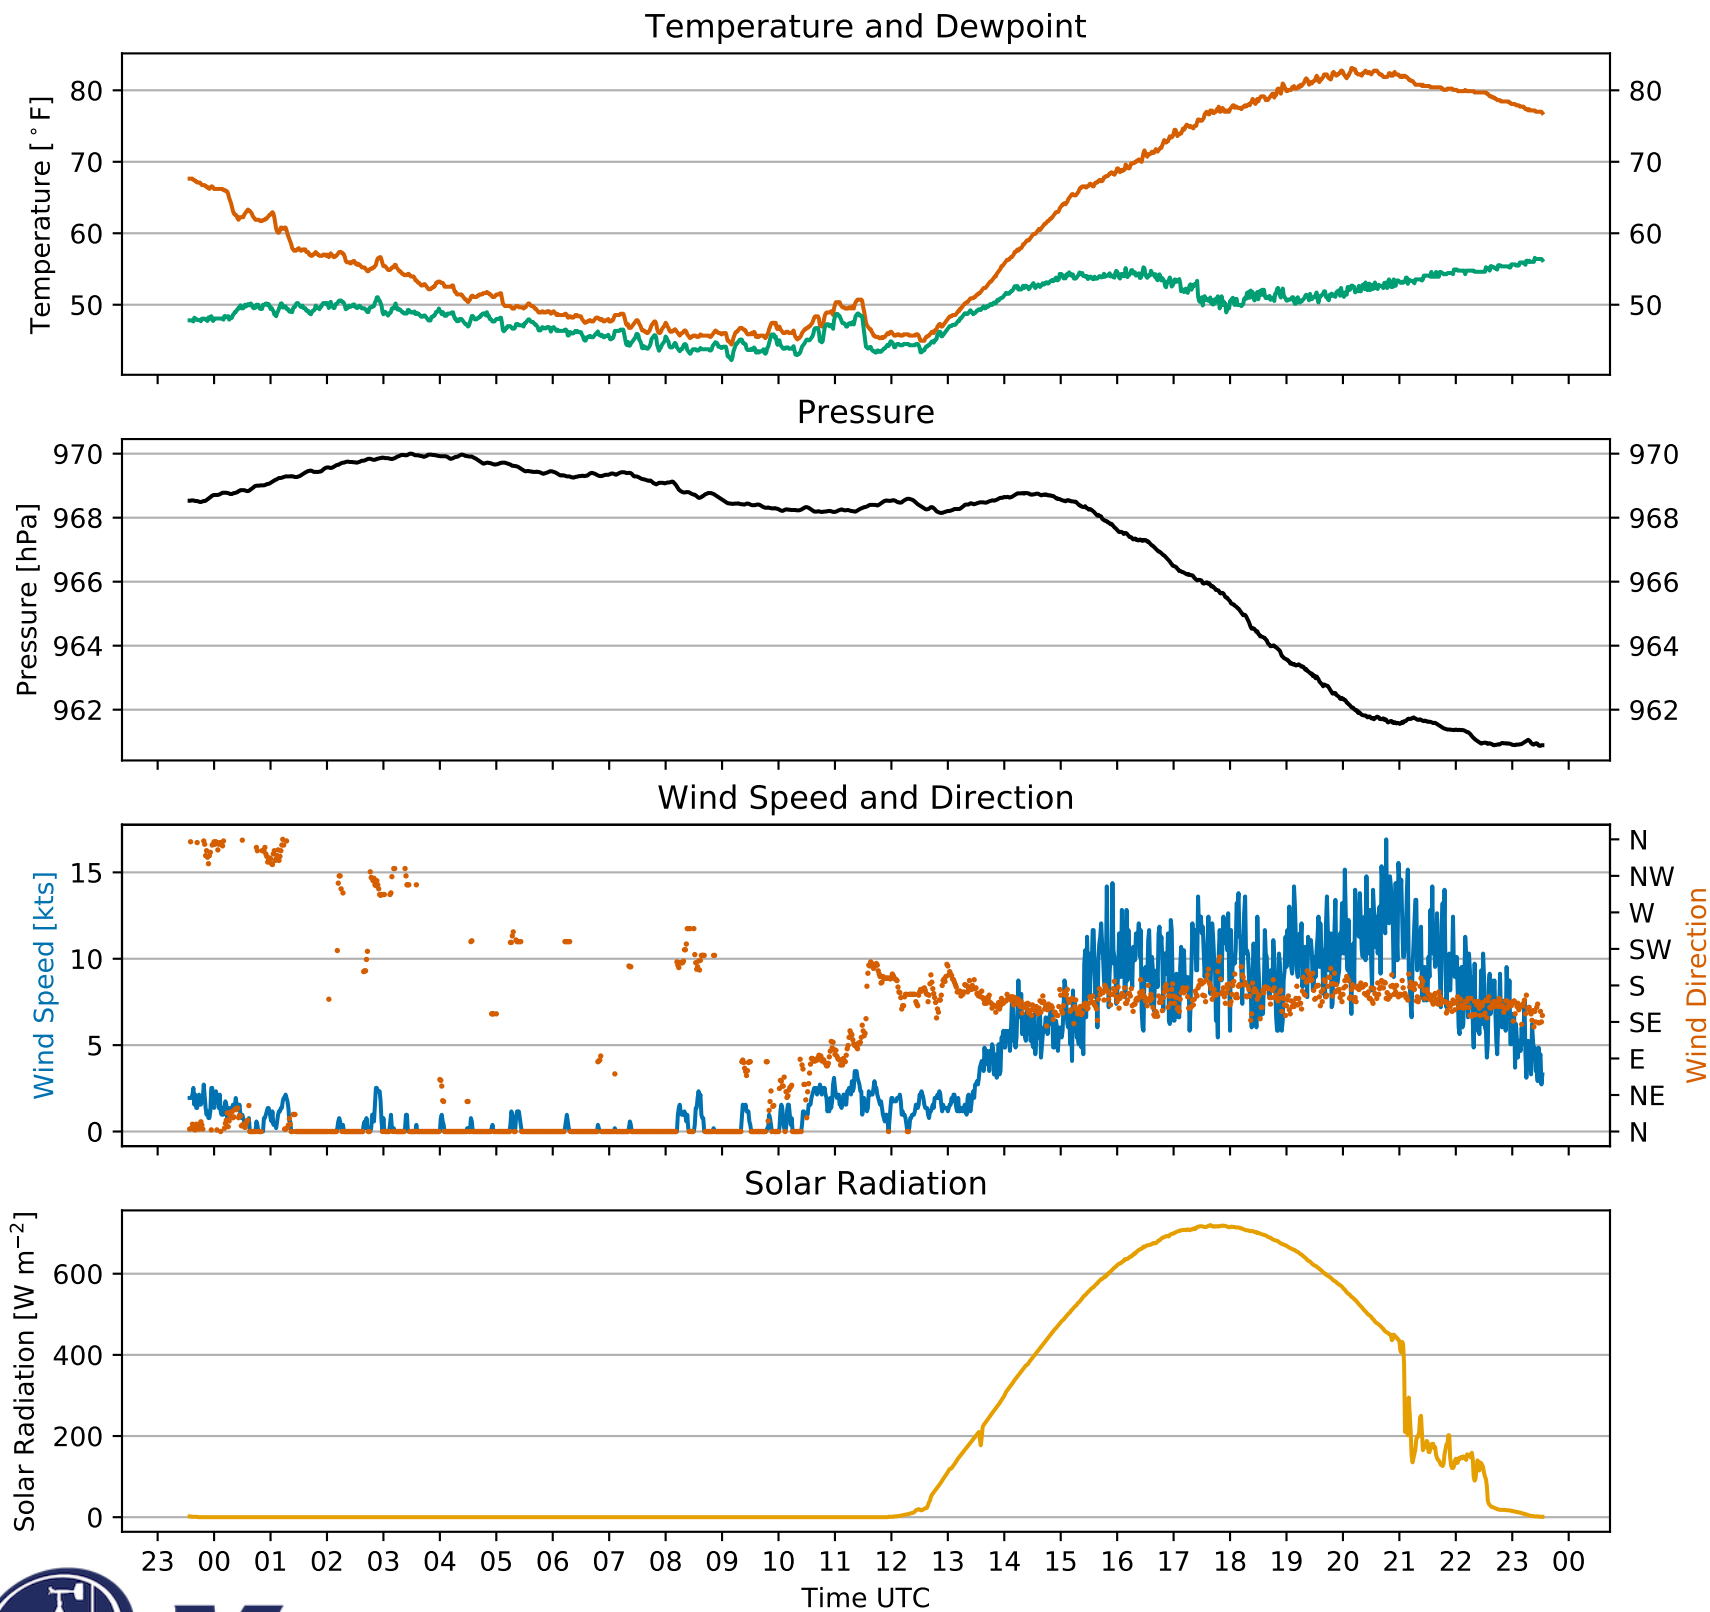 Temperature and Dewpoint
Temperature [°F]
80 80
70 70
60 60
50 50
Pressure
Pressure [hPa]
970 970
968 968
966 966
964 964
962 962
Wind Speed and Direction
Wind Speed [kts]
15
10
5
0
N
NW
W
SW
S
SE
E
NE
N
Wind Direction
Solar Radiation
Solar Radiation [W m⁻²]
600
400
200
0
23 00 01 02 03 04 05 06 07 08 09 10 11 12 13 14 15 16 17 18 19 20 21 22 23 00
Time UTC